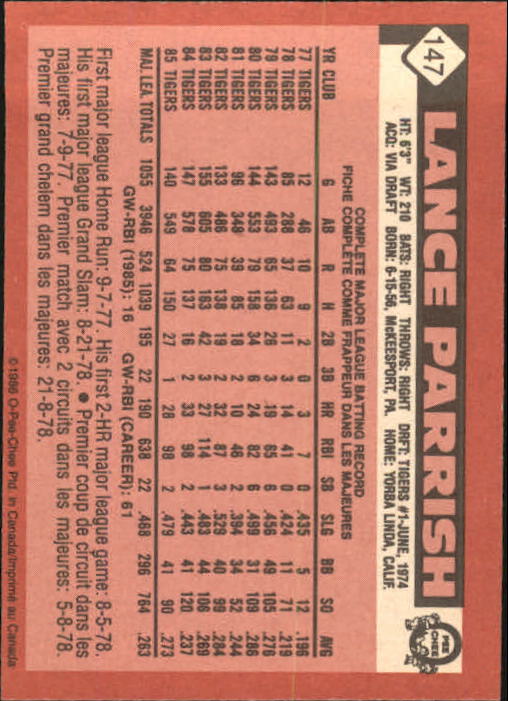 147
LANCE PARRISH
O PEE CHEE
HT: 6'3" WT: 210 BATS: RIGHT THROWS: RIGHT DRFT: TIGERS #1-JUNE, 1974
ACQ: VIA DRAFT BORN: 6-15-56, McKEESPORT, PA. HOME: YORBA LINDA, CALIF.
COMPLETE MAJOR LEAGUE BATTING RECORD
FICHE COMPLÈTE COMME FRAPPEUR DANS LES MAJEURES
YR CLUB G AB R H 2B 3B HR RBI SB SLG BB SO AVG
77 TIGERS 12 46 10 9 2 0 3 7 0 .435 5 12 .196
78 TIGERS 85 288 37 63 11 3 14 41 0 .424 11 71 .219
79 TIGERS 143 493 65 136 26 3 19 65 6 .456 49 105 .276
80 TIGERS 144 553 79 158 34 6 24 82 6 .499 31 109 .286
81 TIGERS 96 349 39 85 18 2 10 46 2 .394 34 52 .244
82 TIGERS 133 486 75 138 19 2 32 87 3 .529 40 99 .284
83 TIGERS 155 605 80 163 42 3 27 114 1 .483 44 106 .269
84 TIGERS 147 578 75 137 16 2 33 98 2 .443 41 120 .237
85 TIGERS 140 549 64 150 27 1 28 98 2 .479 41 90 .273
MAJ. LEA. TOTALS 1055 3946 524 1039 195 22 190 638 22 .468 296 764 .263
GW-RBI (1985): 16 GW-RBI (CAREER): 61
First major league Home Run: 9-7-77. His first 2-HR major league game: 8-5-78.
His first major league Grand Slam: 8-21-78. ● Premier coup de circuit dans les
majeures: 7-9-77. Premier match avec 2 circuits dans les majeures: 5-8-78.
Premier grand chelem dans les majeures: 21-8-78.
©1986 O-Pee-Chee Ptd. in Canada/Imprimé au Canada